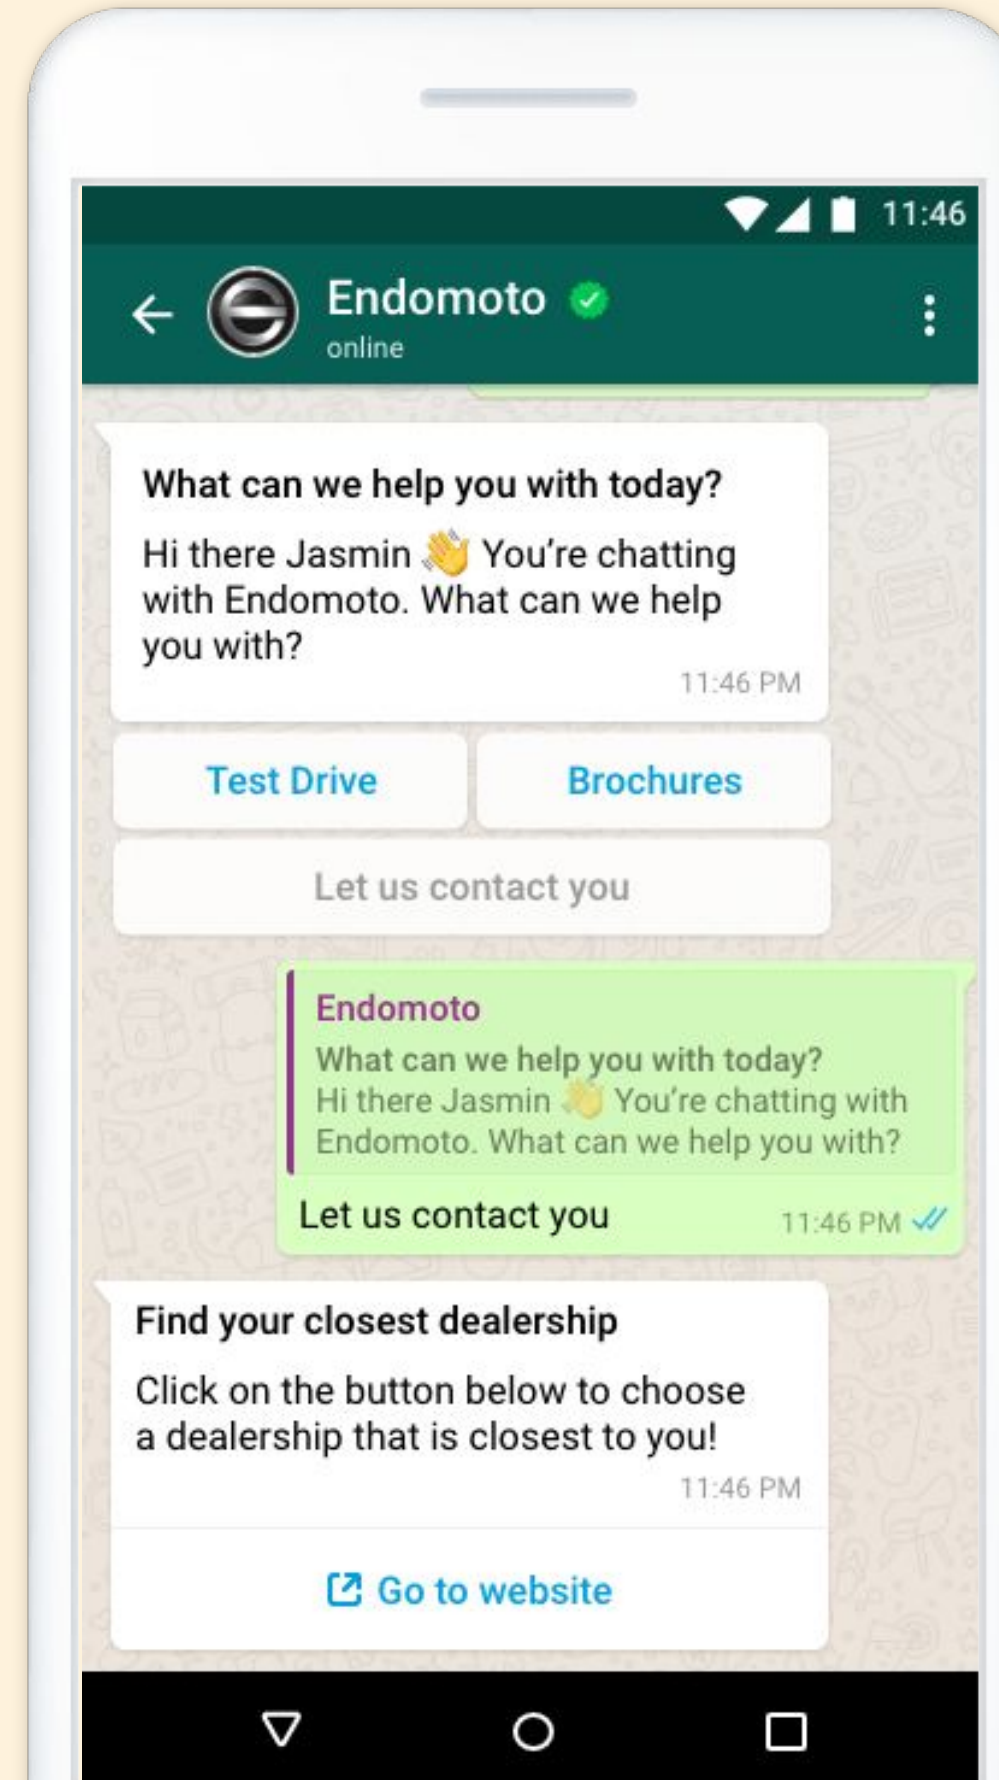 11:46
Endomoto
online
What can we help you with today?
Hi there Jasmin 👋 You’re chatting
with Endomoto. What can we help
you with?
11:46 PM
Test Drive
Brochures
Let us contact you
Endomoto
What can we help you with today?
Hi there Jasmin 👋 You’re chatting with
Endomoto. What can we help you with?
Let us contact you
11:46 PM
Find your closest dealership
Click on the button below to choose
a dealership that is closest to you!
11:46 PM
Go to website